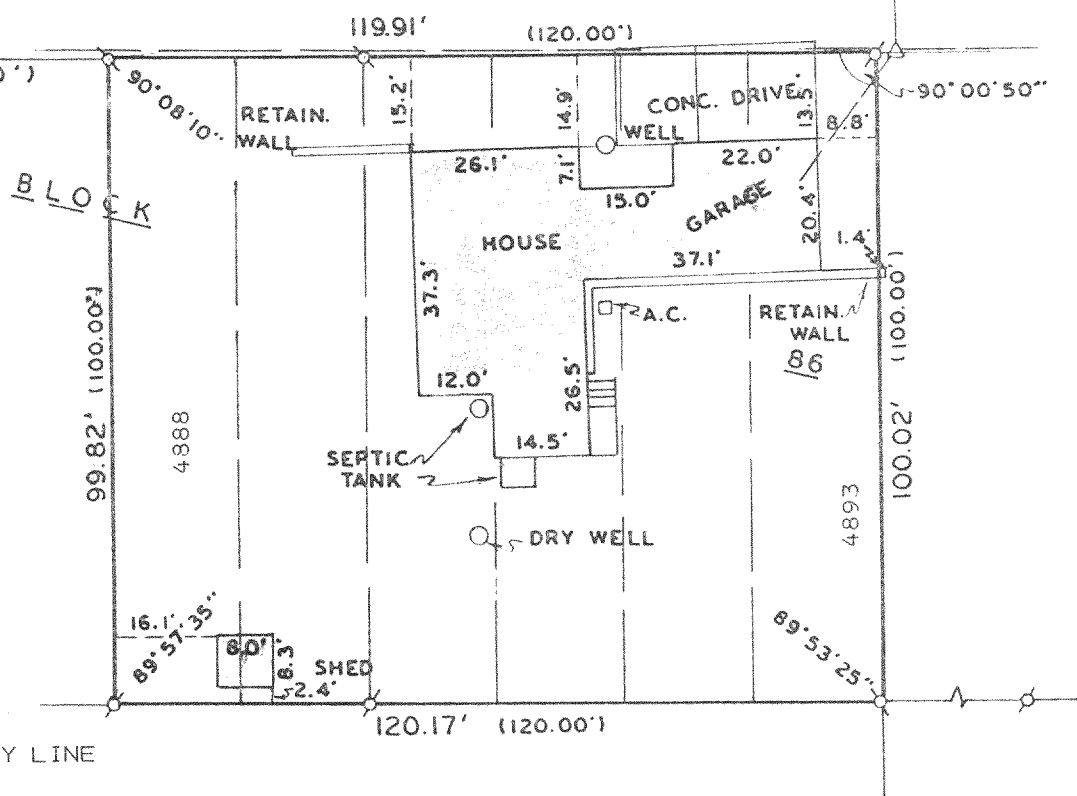 119.91' (120.00')
0')
90°08'10"
RETAIN.
WALL
15.2'
14.9'
CONC. DRIVE
13.5'
90°00'50"
WELL
8.8'
BLOCK
26.1'
7.1'
22.0'
15.0'
GARAGE
20.4'
HOUSE
1.4'
37.1'
37.3'
A.C.
RETAIN.
WALL
86
99.82' (100.00')
100.02' (100.00')
12.0'
26.5'
14.5'
SEPTIC
TANK
4888
4893
DRY WELL
16.1'
89°57'35"
8.0'
8.3'
SHED
2.4'
89°53'25"
120.17' (120.00')
Y LINE